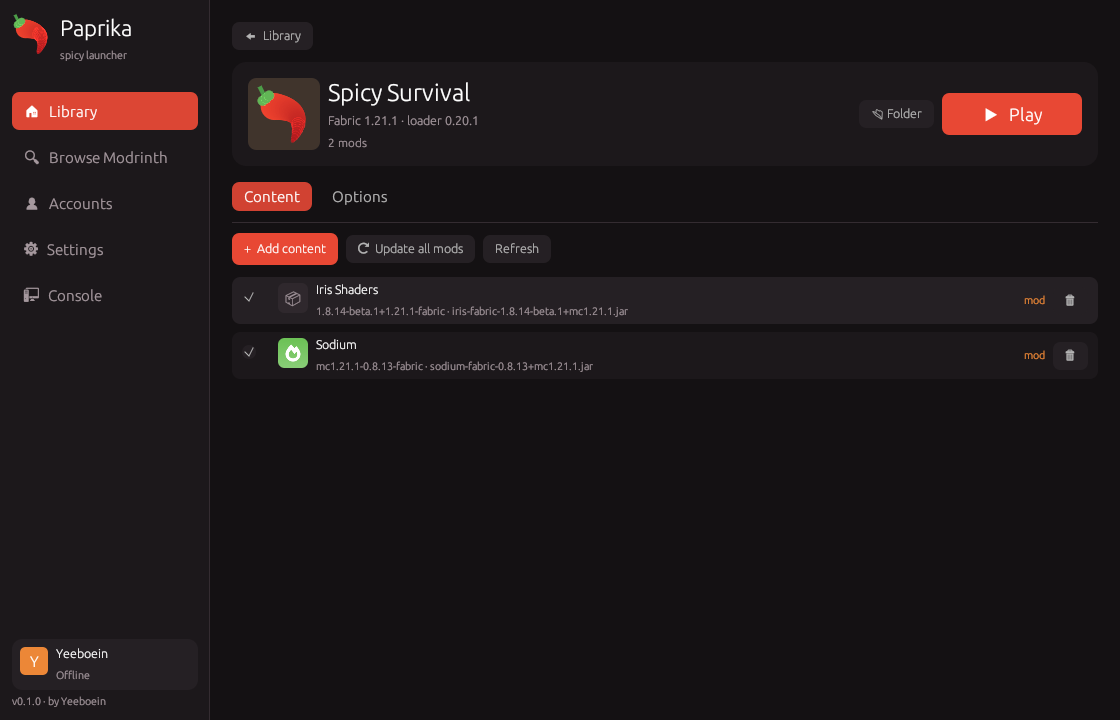 Paprika
spicy launcher
Library
Browse Modrinth
Accounts
Settings
Console
Y
Yeeboein
Offline
v0.1.0 · by Yeeboein
Library
Spicy Survival
Fabric 1.21.1 · loader 0.20.1
2 mods
Folder
Play
Content
Options
+ Add content
Update all mods
Refresh
Iris Shaders
1.8.14-beta.1+1.21.1-fabric · iris-fabric-1.8.14-beta.1+mc1.21.1.jar
mod
Sodium
mc1.21.1-0.8.13-fabric · sodium-fabric-0.8.13+mc1.21.1.jar
mod